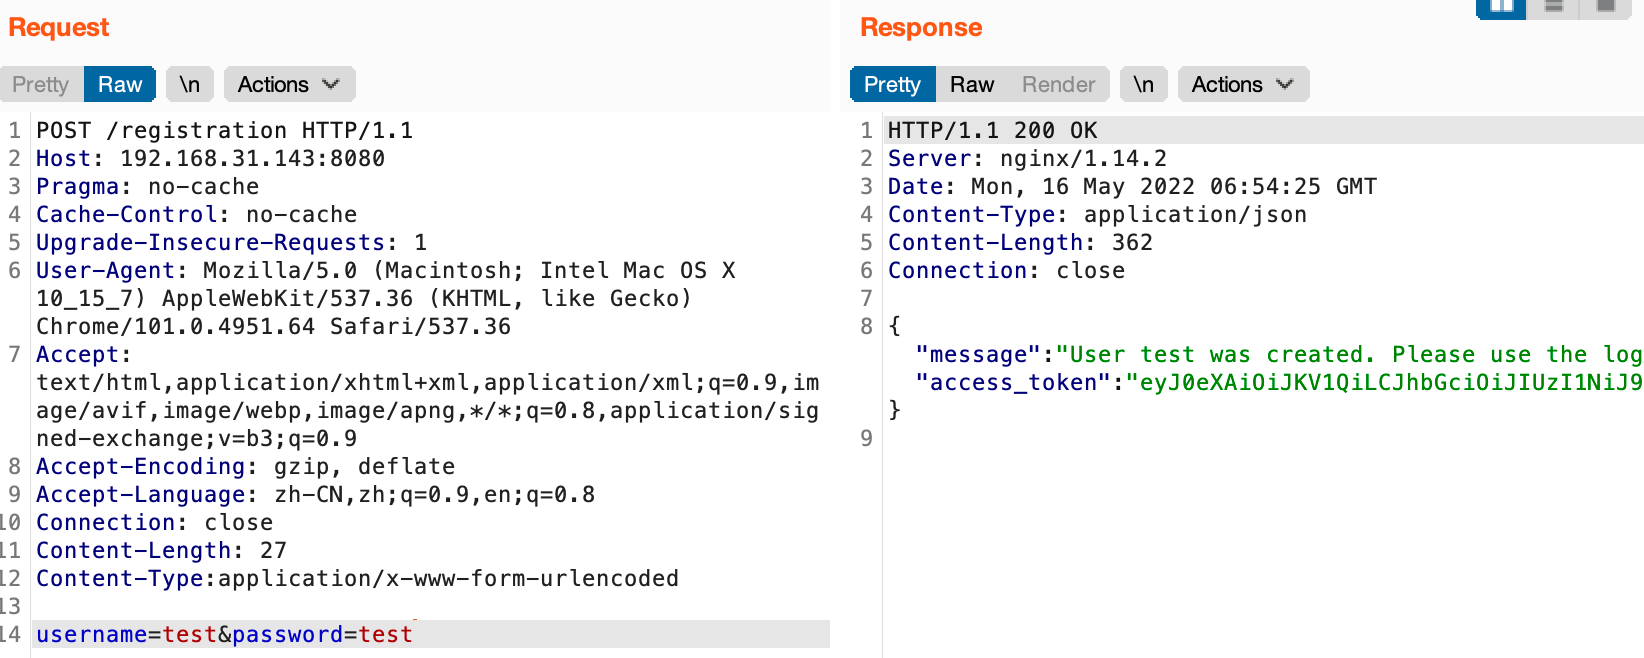 Request
Pretty Raw \n Actions
1 POST /registration HTTP/1.1
2 Host: 192.168.31.143:8080
3 Pragma: no-cache
4 Cache-Control: no-cache
5 Upgrade-Insecure-Requests: 1
6 User-Agent: Mozilla/5.0 (Macintosh; Intel Mac OS X
10_15_7) AppleWebKit/537.36 (KHTML, like Gecko)
Chrome/101.0.4951.64 Safari/537.36
7 Accept:
text/html,application/xhtml+xml,application/xml;q=0.9,im
age/avif,image/webp,image/apng,*/*;q=0.8,application/sig
ned-exchange;v=b3;q=0.9
8 Accept-Encoding: gzip, deflate
9 Accept-Language: zh-CN,zh;q=0.9,en;q=0.8
10 Connection: close
11 Content-Length: 27
12 Content-Type:application/x-www-form-urlencoded
13
14 username=test&password=test
Response
Pretty Raw Render \n Actions
1 HTTP/1.1 200 OK
2 Server: nginx/1.14.2
3 Date: Mon, 16 May 2022 06:54:25 GMT
4 Content-Type: application/json
5 Content-Length: 362
6 Connection: close
7
8 {
"message":"User test was created. Please use the log
"access_token":"eyJ0eXAiOiJKV1QiLCJhbGciOiJIUzI1NiJ9
}
9